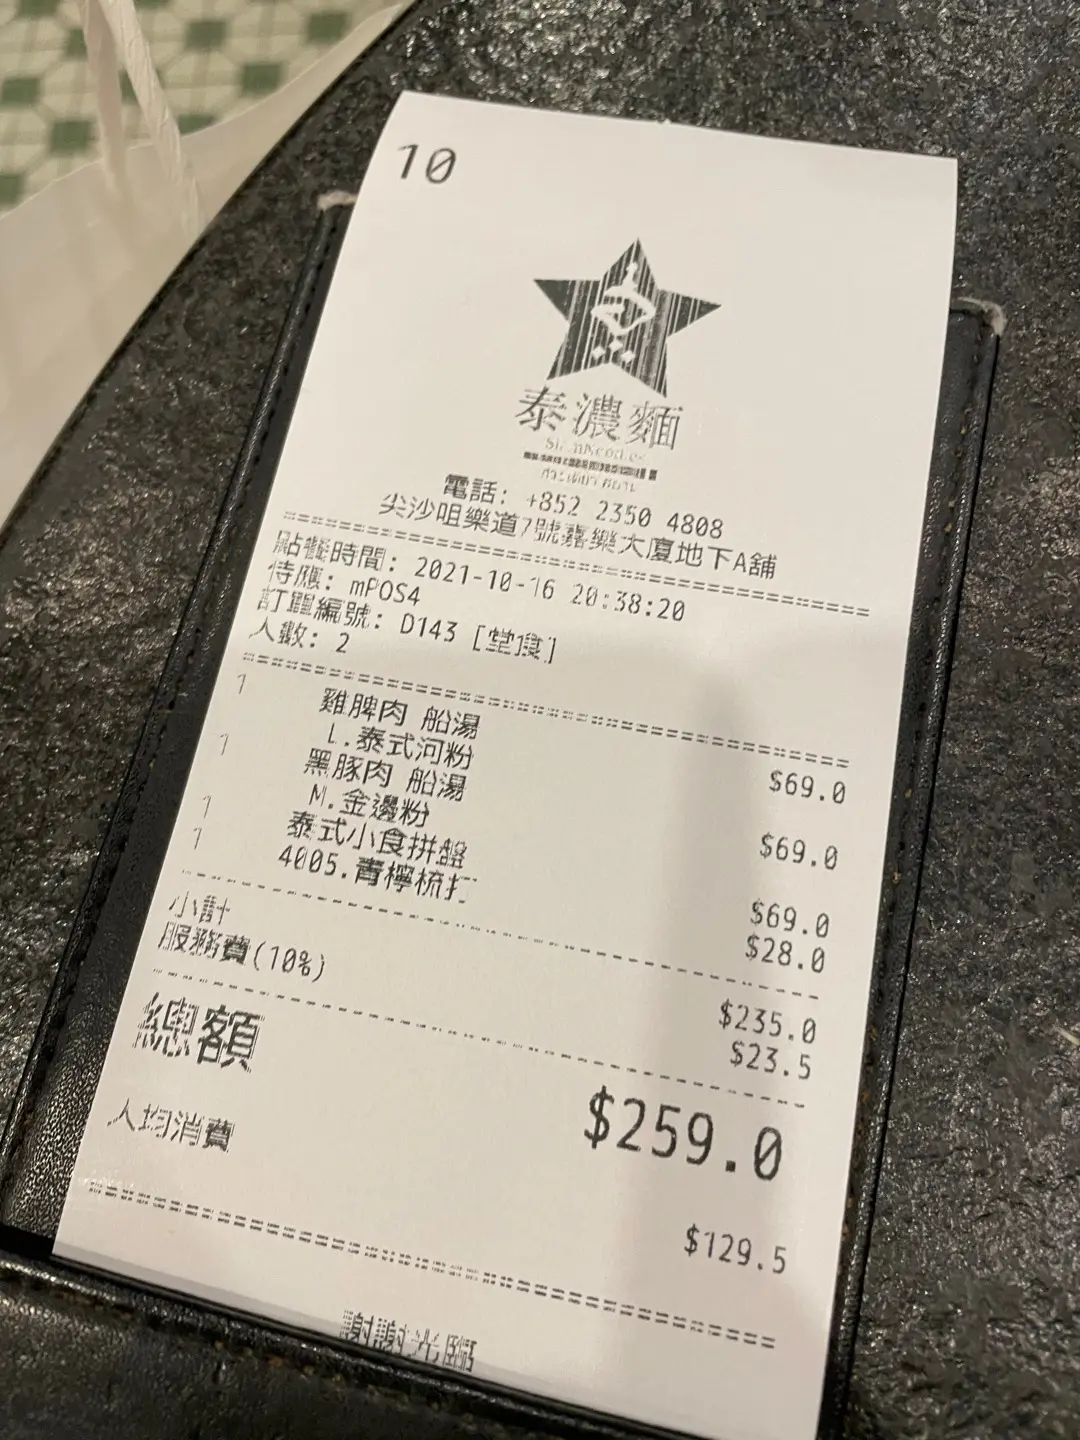 10
泰濃麵
電話: +852 2350 4808
尖沙咀樂道7號嘉樂大廈地下A舖
點餐時間: 2021-10-16 20:38:20
侍應: mPOS4
訂單編號: D143 [堂食]
人數: 2
1 雞脾肉 船湯 $69.0
L.泰式河粉
1 黑豚肉 船湯 $69.0
M.金邊粉
1 泰式小食拼盤 $69.0
1 4005.青檸梳打 $28.0
小計 $235.0
服務費(10%) $23.5
總額 $259.0
人均消費 $129.5
謝謝光臨